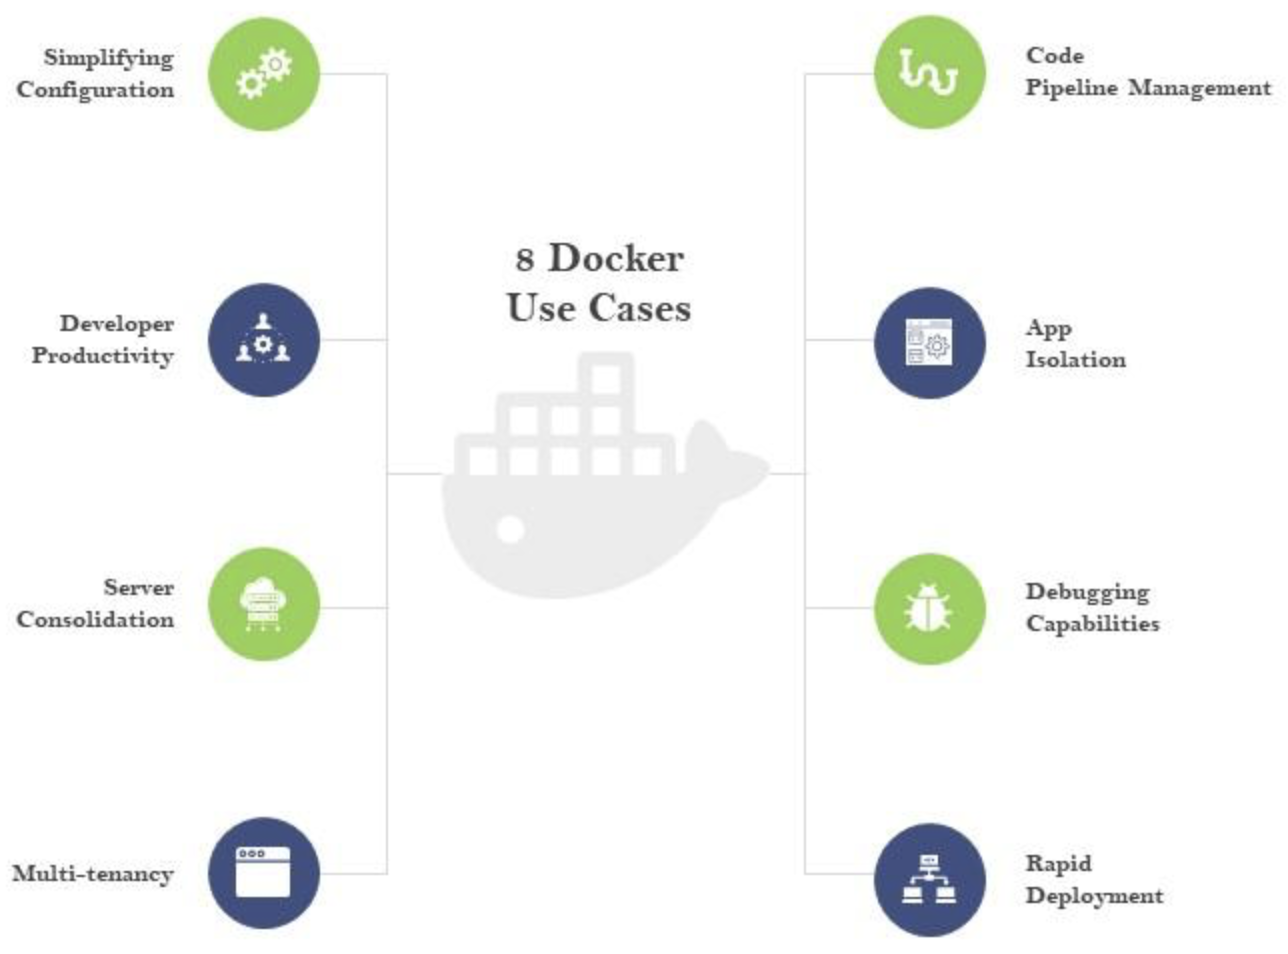 8 Docker
Use Cases
Simplifying
Configuration
Developer
Productivity
Server
Consolidation
Multi-tenancy
Code
Pipeline Management
App
Isolation
Debugging
Capabilities
Rapid
Deployment